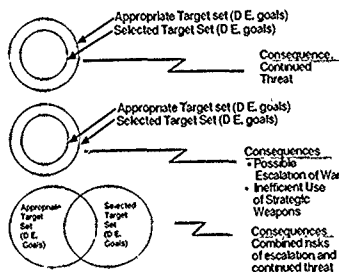 Appropriate Target set (D.E. goals)
Selected Target Set (D.E. goals)
Consequence,
Continued
Threat
Appropriate Target set (D.E. goals)
Selected Target Set (D.E. goals)
Consequences
• Possible
Escalation of War
• Inefficient Use
of Strategic
Weapons
Appropriate
Target
Set
(D.E.
Goals)
Selected
Target
Set
(D.E.
Goals)
Consequences
Combined risks
of escalation and
continued threat